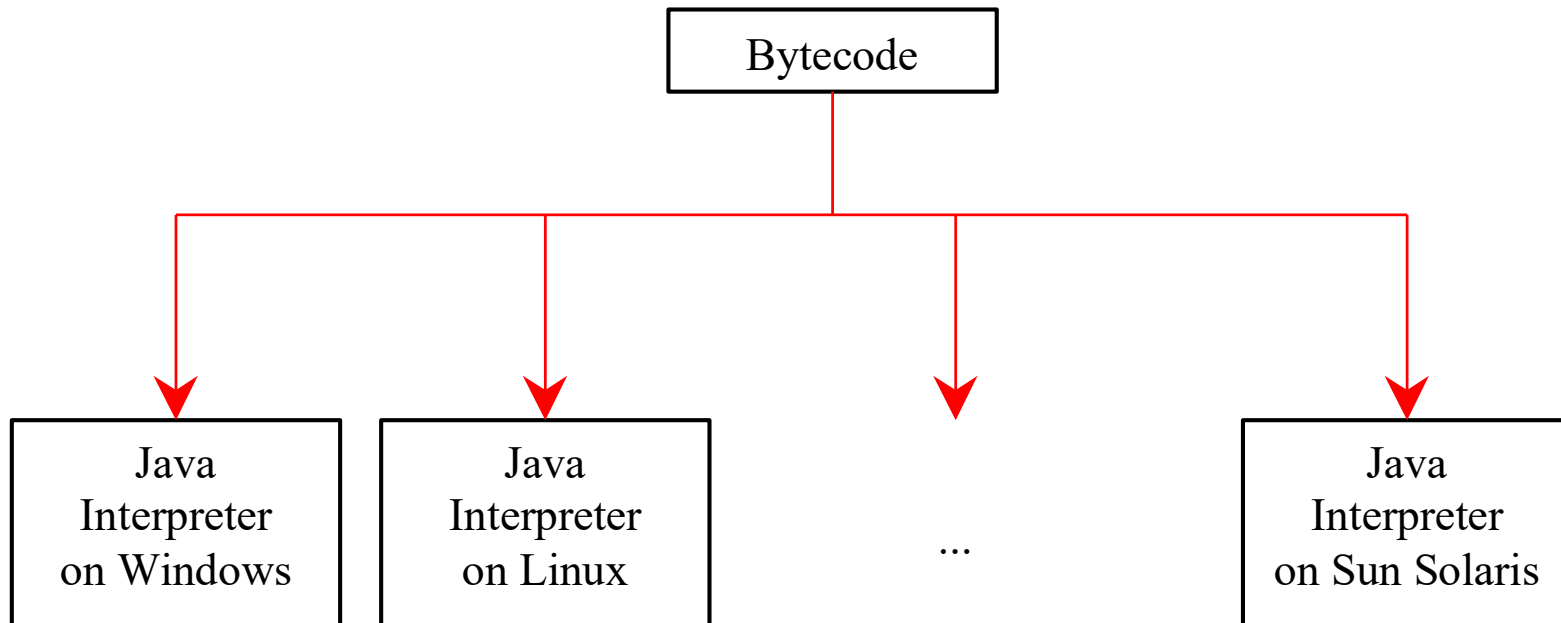 Bytecode
Java
Interpreter
on Windows
Java
Interpreter
on Linux
...
Java
Interpreter
on Sun Solaris